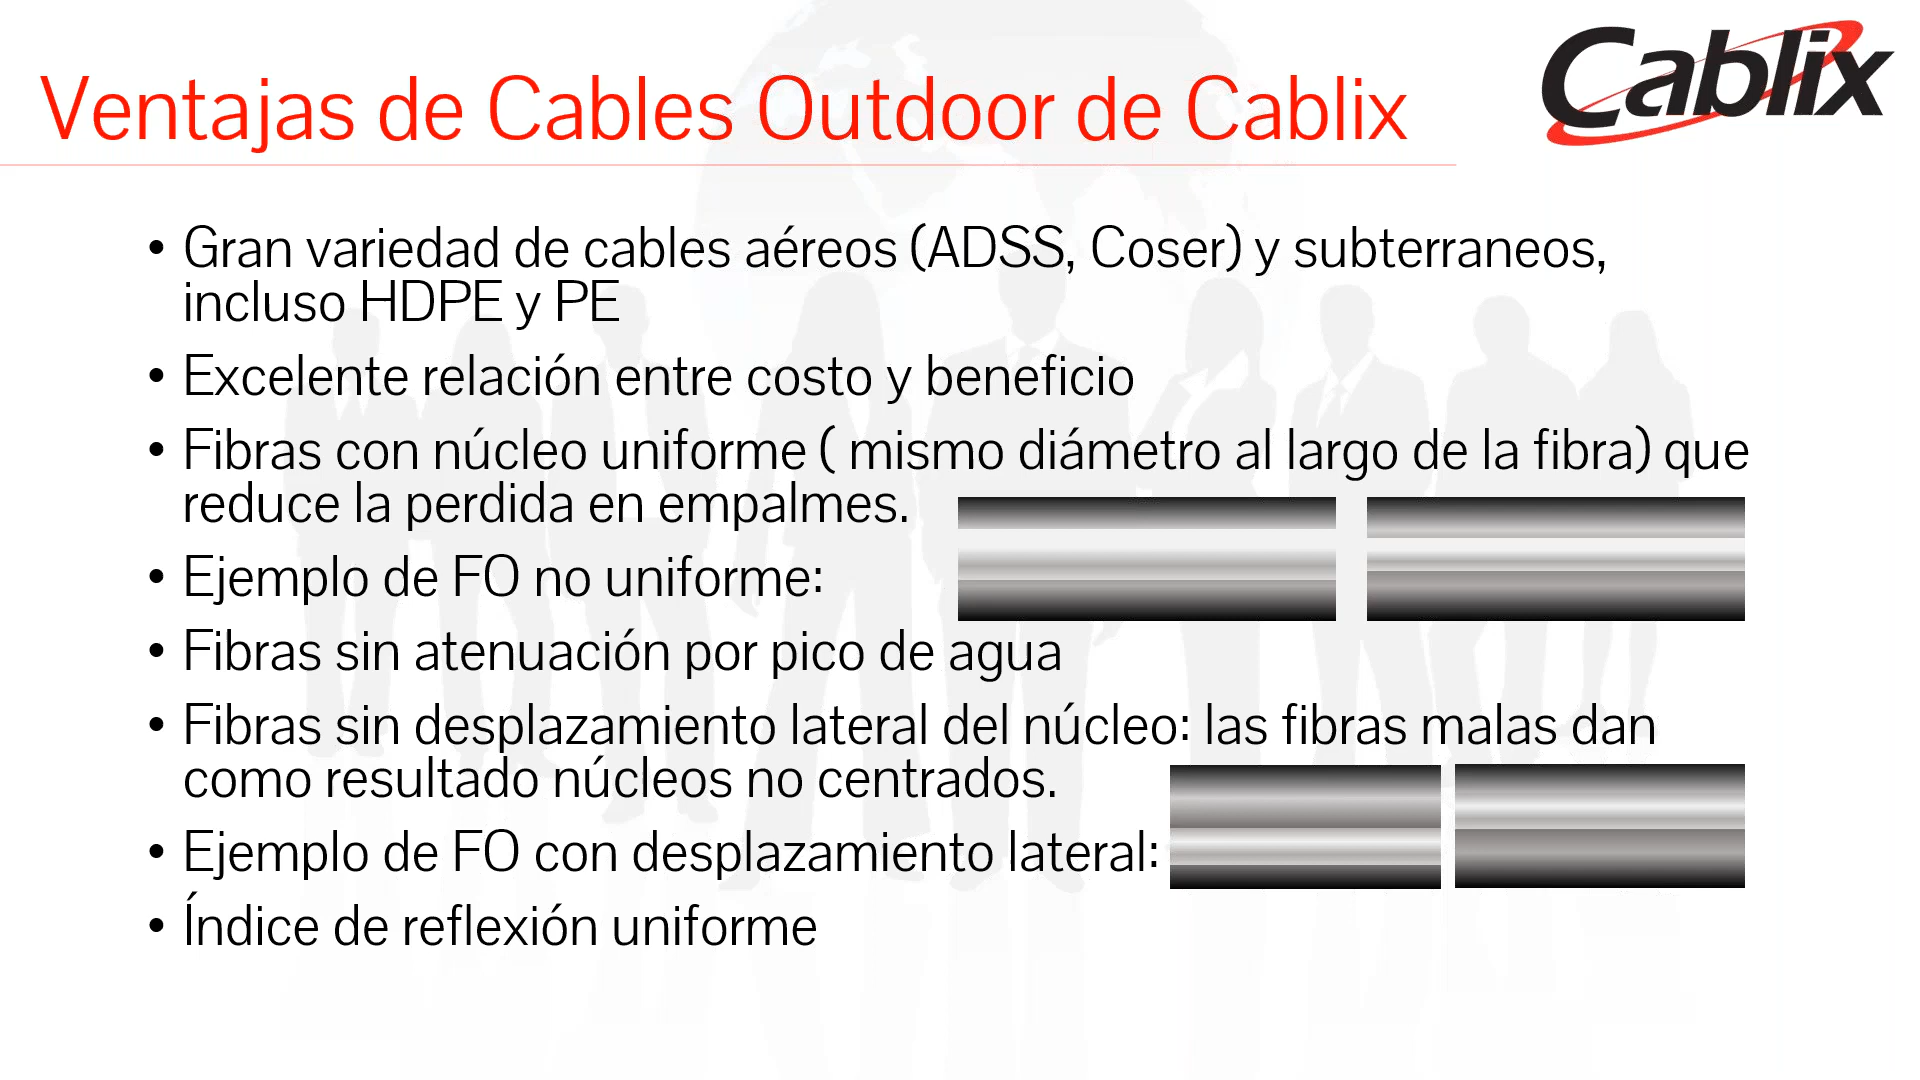 Ventajas de Cables Outdoor de Cablix
Cablix
• Gran variedad de cables aéreos (ADSS, Coser) y subterraneos,
incluso HDPE y PE
• Excelente relación entre costo y beneficio
• Fibras con núcleo uniforme ( mismo diámetro al largo de la fibra) que
reduce la perdida en empalmes.
• Ejemplo de FO no uniforme:
• Fibras sin atenuación por pico de agua
• Fibras sin desplazamiento lateral del núcleo: las fibras malas dan
como resultado núcleos no centrados.
• Ejemplo de FO con desplazamiento lateral:
• Índice de reflexión uniforme